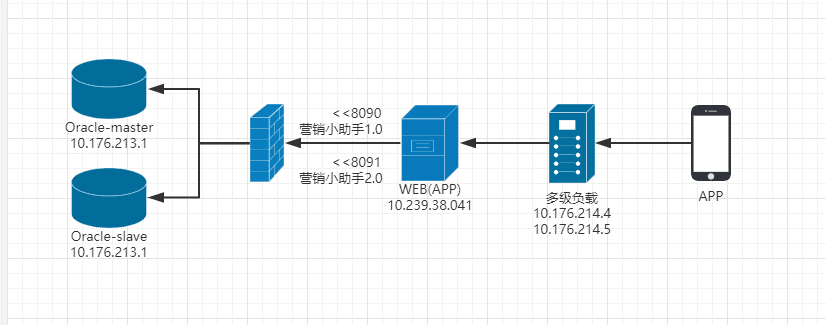 Oracle-master
10.176.213.1
Oracle-slave
10.176.213.1
<<8090
营销小助手1.0
<<8091
营销小助手2.0
WEB(APP)
10.239.38.041
多级负载
10.176.214.4
10.176.214.5
APP